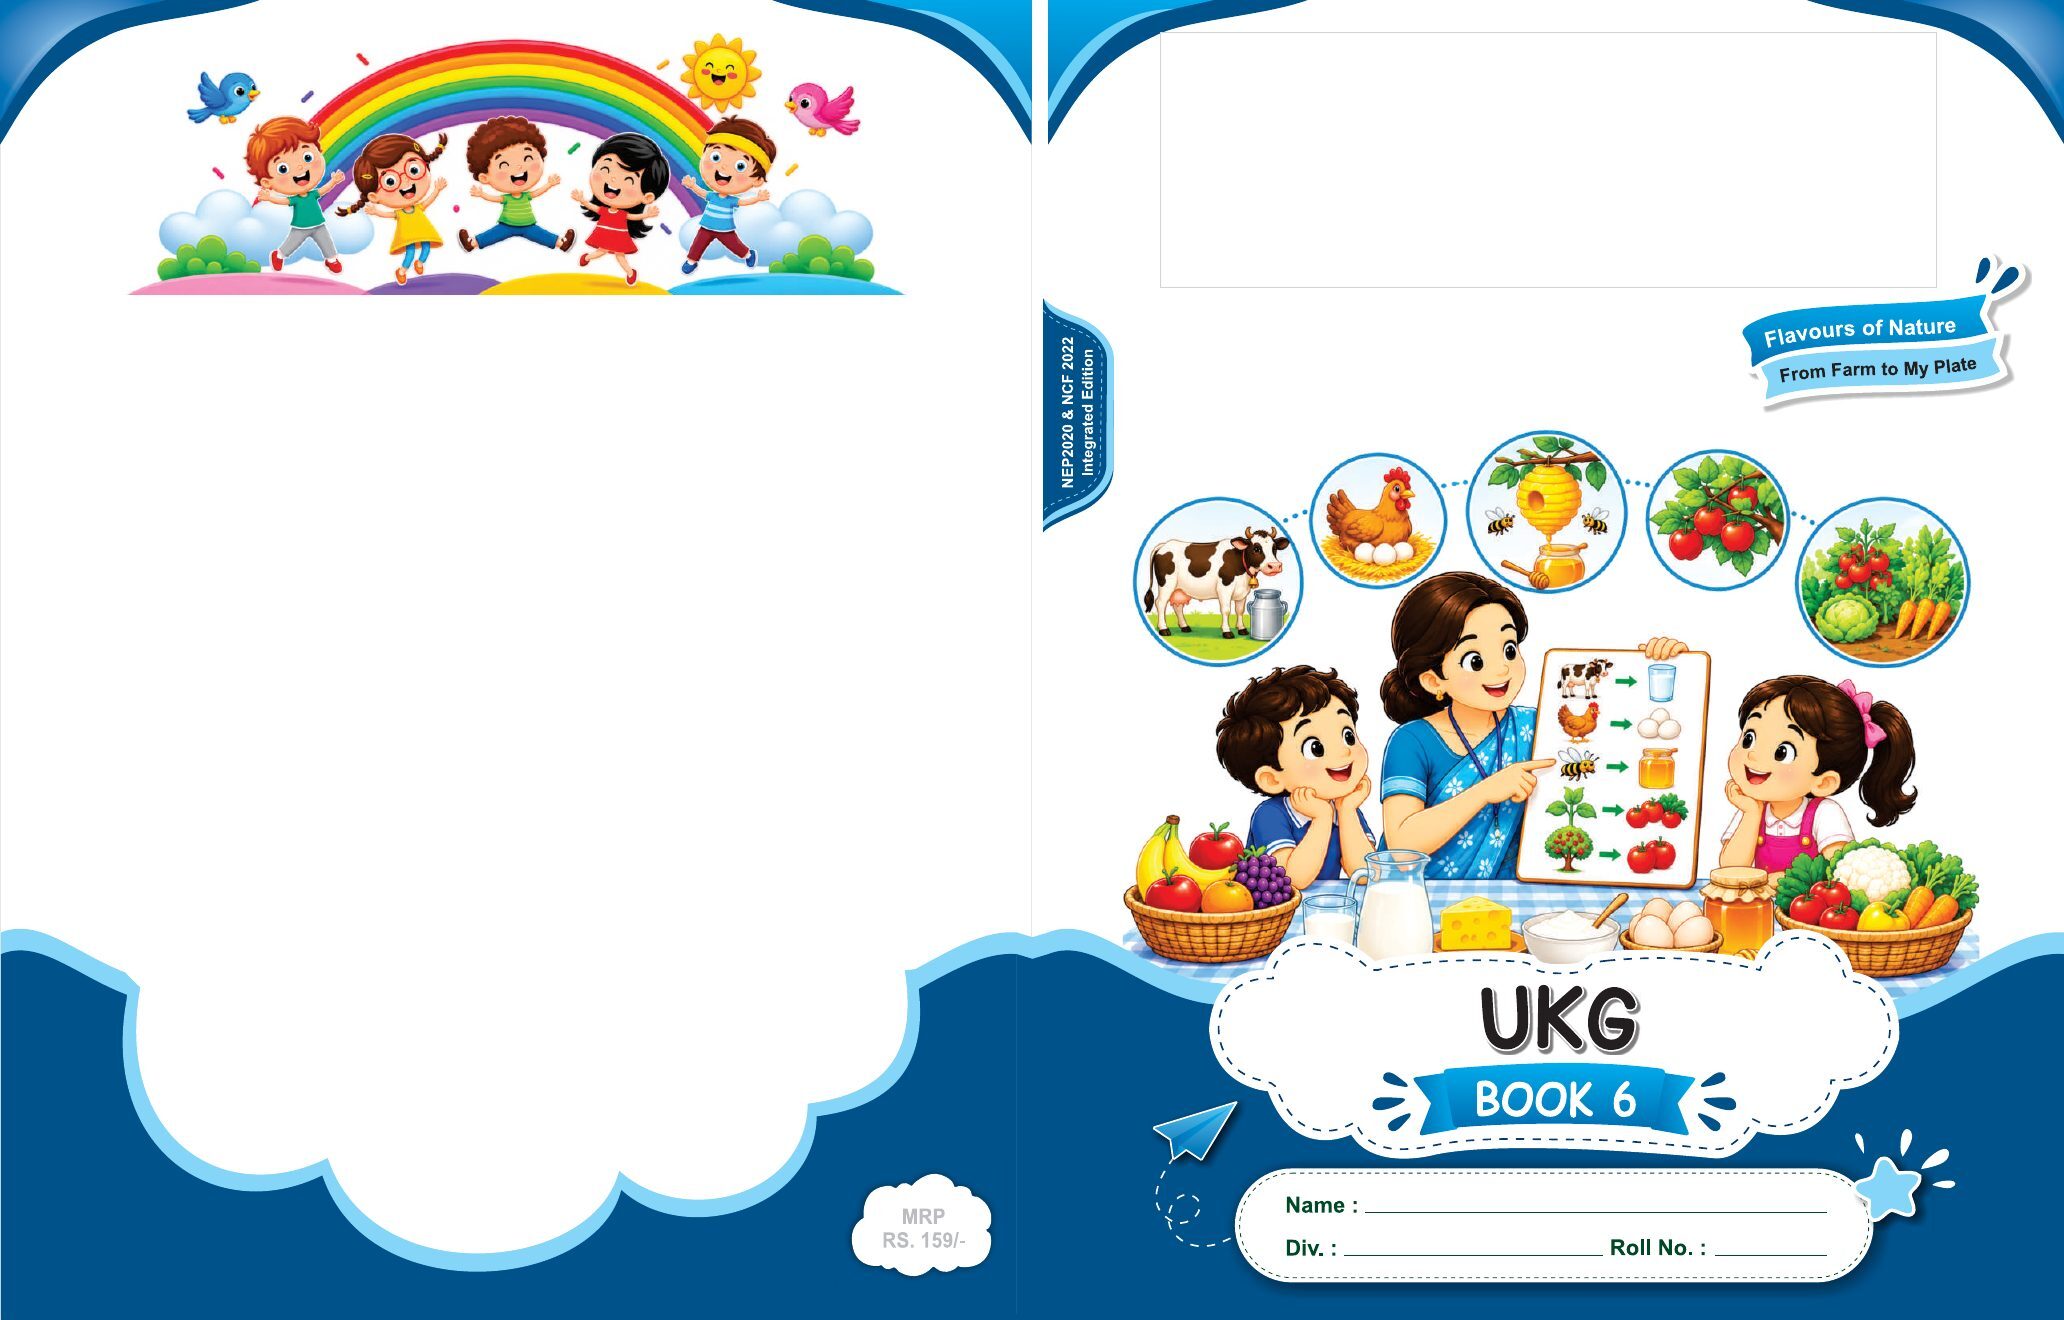 MRP
RS. 159/-
NEP2020 & NCF 2022
Integrated Edition
Flavours of Nature
From Farm to My Plate
UKG
BOOK 6
Name :
Div. :
Roll No. :